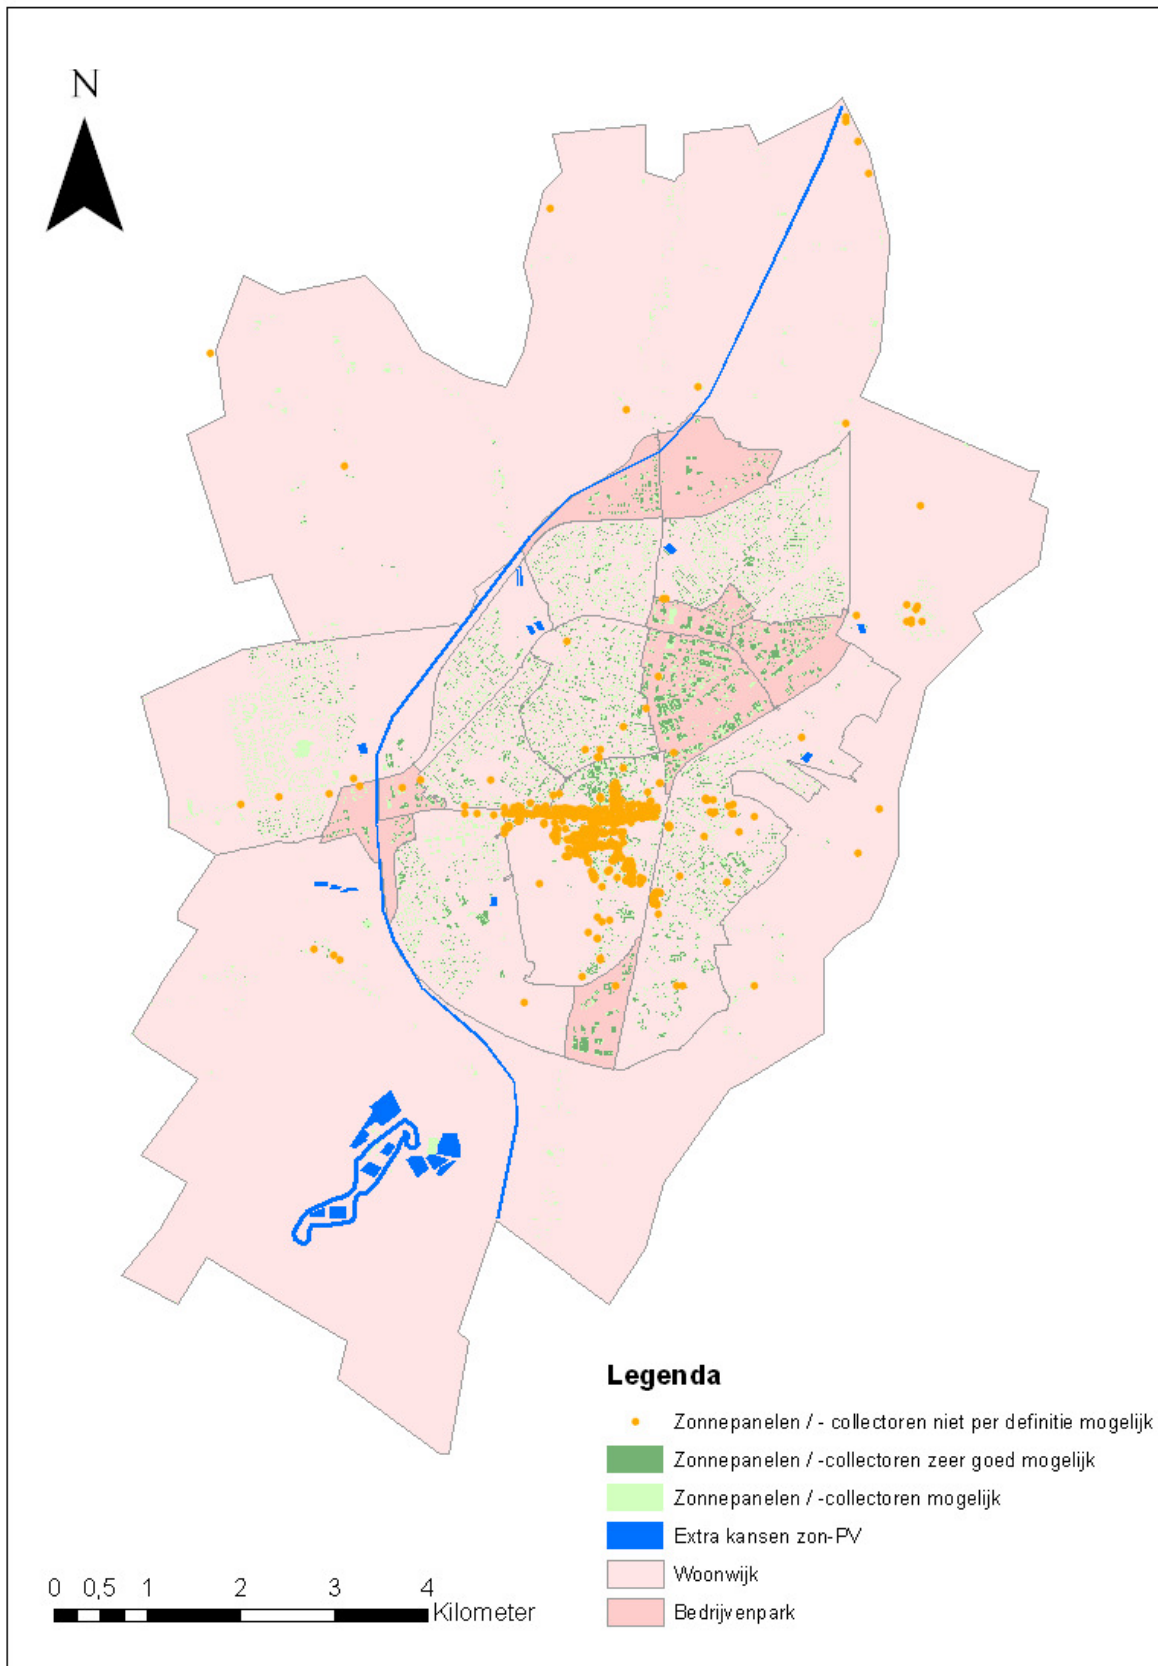 N
Legenda
Zonnepanelen / - collectoren niet per definitie mogelijk
Zonnepanelen / -collectoren zeer goed mogelijk
Zonnepanelen / -collectoren mogelijk
Extra kansen zon-PV
Woonwijk
Bedrijvenpark
0 0,5 1 2 3 4
Kilometer